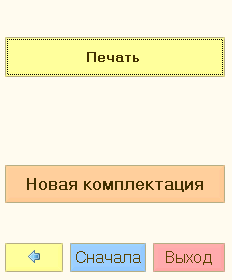 Печать
Новая комплектация
Сначала Выход